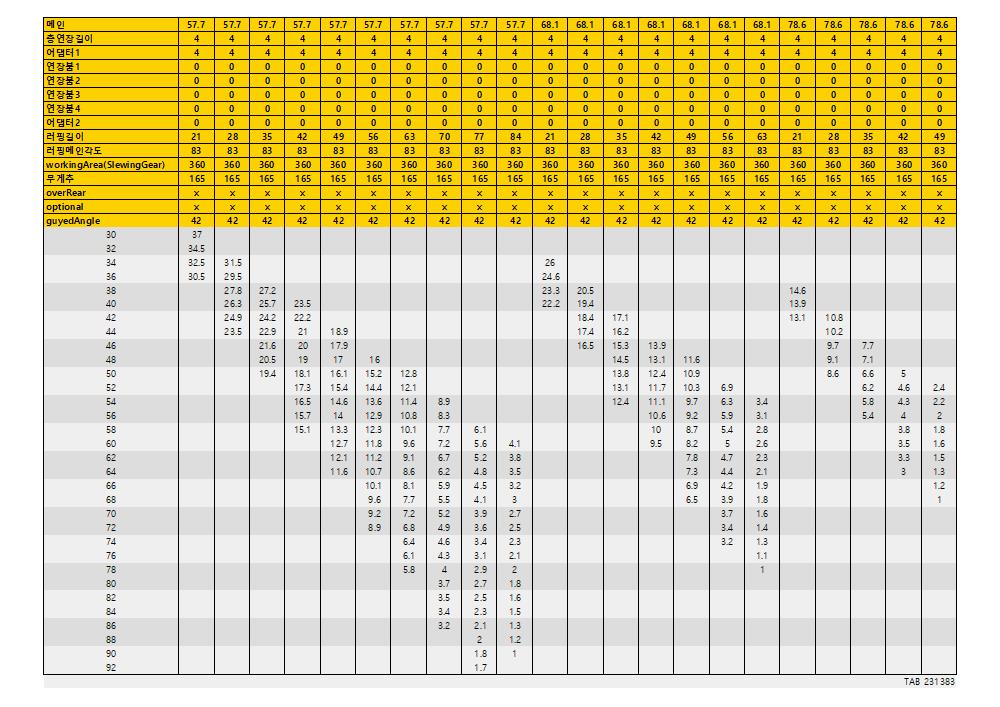 메인 57.7 57.7 57.7 57.7 57.7 57.7 57.7 57.7 57.7 57.7 68.1 68.1 68.1 68.1 68.1 68.1 68.1 78.6 78.6 78.6 78.6 78.6
총연장길이 4 4 4 4 4 4 4 4 4 4 4 4 4 4 4 4 4 4 4 4 4 4
어댑터1 4 4 4 4 4 4 4 4 4 4 4 4 4 4 4 4 4 4 4 4 4 4
연장붐1 0 0 0 0 0 0 0 0 0 0 0 0 0 0 0 0 0 0 0 0 0 0
연장붐2 0 0 0 0 0 0 0 0 0 0 0 0 0 0 0 0 0 0 0 0 0 0
연장붐3 0 0 0 0 0 0 0 0 0 0 0 0 0 0 0 0 0 0 0 0 0 0
연장붐4 0 0 0 0 0 0 0 0 0 0 0 0 0 0 0 0 0 0 0 0 0 0
어댑터2 0 0 0 0 0 0 0 0 0 0 0 0 0 0 0 0 0 0 0 0 0 0
러핑길이 21 28 35 42 49 56 63 70 77 84 21 28 35 42 49 56 63 21 28 35 42 49
러핑메인각도 83 83 83 83 83 83 83 83 83 83 83 83 83 83 83 83 83 83 83 83 83 83
workingArea(SlewingGear) 360 360 360 360 360 360 360 360 360 360 360 360 360 360 360 360 360 360 360 360 360 360
무게추 165 165 165 165 165 165 165 165 165 165 165 165 165 165 165 165 165 165 165 165 165 165
overRear x x x x x x x x x x x x x x x x x x x x x x
optional x x x x x x x x x x x x x x x x x x x x x x
guyedAngle 42 42 42 42 42 42 42 42 42 42 42 42 42 42 42 42 42 42 42 42 42 42
30 37
32 34.5
34 32.5 31.5 26
36 30.5 29.5 24.6
38 27.8 27.2 23.3 20.5 14.6
40 26.3 25.7 23.5 22.2 19.4 13.9
42 24.9 24.2 22.2 18.4 17.1 13.1 10.8
44 23.5 22.9 21 18.9 17.4 16.2 10.2
46 21.6 20 17.9 16.5 15.3 13.9 9.7 7.7
48 20.5 19 17 16 14.5 13.1 11.6 9.1 7.1
50 19.4 18.1 16.1 15.2 12.8 13.8 12.4 10.9 8.6 6.6 5
52 17.3 15.4 14.4 12.1 13.1 11.7 10.3 6.9 6.2 4.6 2.4
54 16.5 14.6 13.6 11.4 8.9 12.4 11.1 9.7 6.3 3.4 5.8 4.3 2.2
56 15.7 14 12.9 10.8 8.3 10.6 9.2 5.9 3.1 5.4 4 2
58 15.1 13.3 12.3 10.1 7.7 6.1 10 8.7 5.4 2.8 3.8 1.8
60 12.7 11.8 9.6 7.2 5.6 4.1 9.5 8.2 5 2.6 3.5 1.6
62 12.1 11.2 9.1 6.7 5.2 3.8 7.8 4.7 2.3 3.3 1.5
64 11.6 10.7 8.6 6.2 4.8 3.5 7.3 4.4 2.1 3 1.3
66 10.1 8.1 5.9 4.5 3.2 6.9 4.2 1.9 1.2
68 9.6 7.7 5.5 4.1 3 6.5 3.9 1.8 1
70 9.2 7.2 5.2 3.9 2.7 3.7 1.6
72 8.9 6.8 4.9 3.6 2.5 3.4 1.4
74 6.4 4.6 3.4 2.3 3.2 1.3
76 6.1 4.3 3.1 2.1 1.1
78 5.8 4 2.9 2 1
80 3.7 2.7 1.8
82 3.5 2.5 1.6
84 3.4 2.3 1.5
86 3.2 2.1 1.3
88 2 1.2
90 1.8 1
92 1.7
TAB 231383